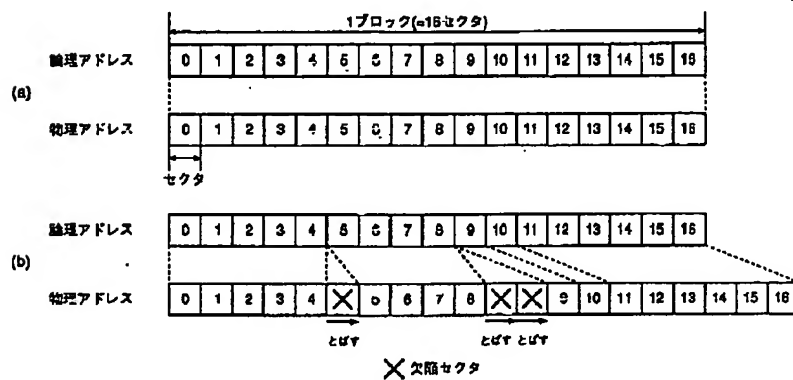 1ブロック(=16セクタ)
論理アドレス 0 1 2 3 4 5 6 7 8 9 10 11 12 13 14 15 16
(a)
物理アドレス 0 1 2 3 4 5 6 7 8 9 10 11 12 13 14 15 16
セクタ
論理アドレス 0 1 2 3 4 5 6 7 8 9 10 11 12 13 14 15 16
(b)
物理アドレス 0 1 2 3 4 5 6 7 8 9 10 11 12 13 14 15 16
とばす とばす とばす
欠陥セクタ